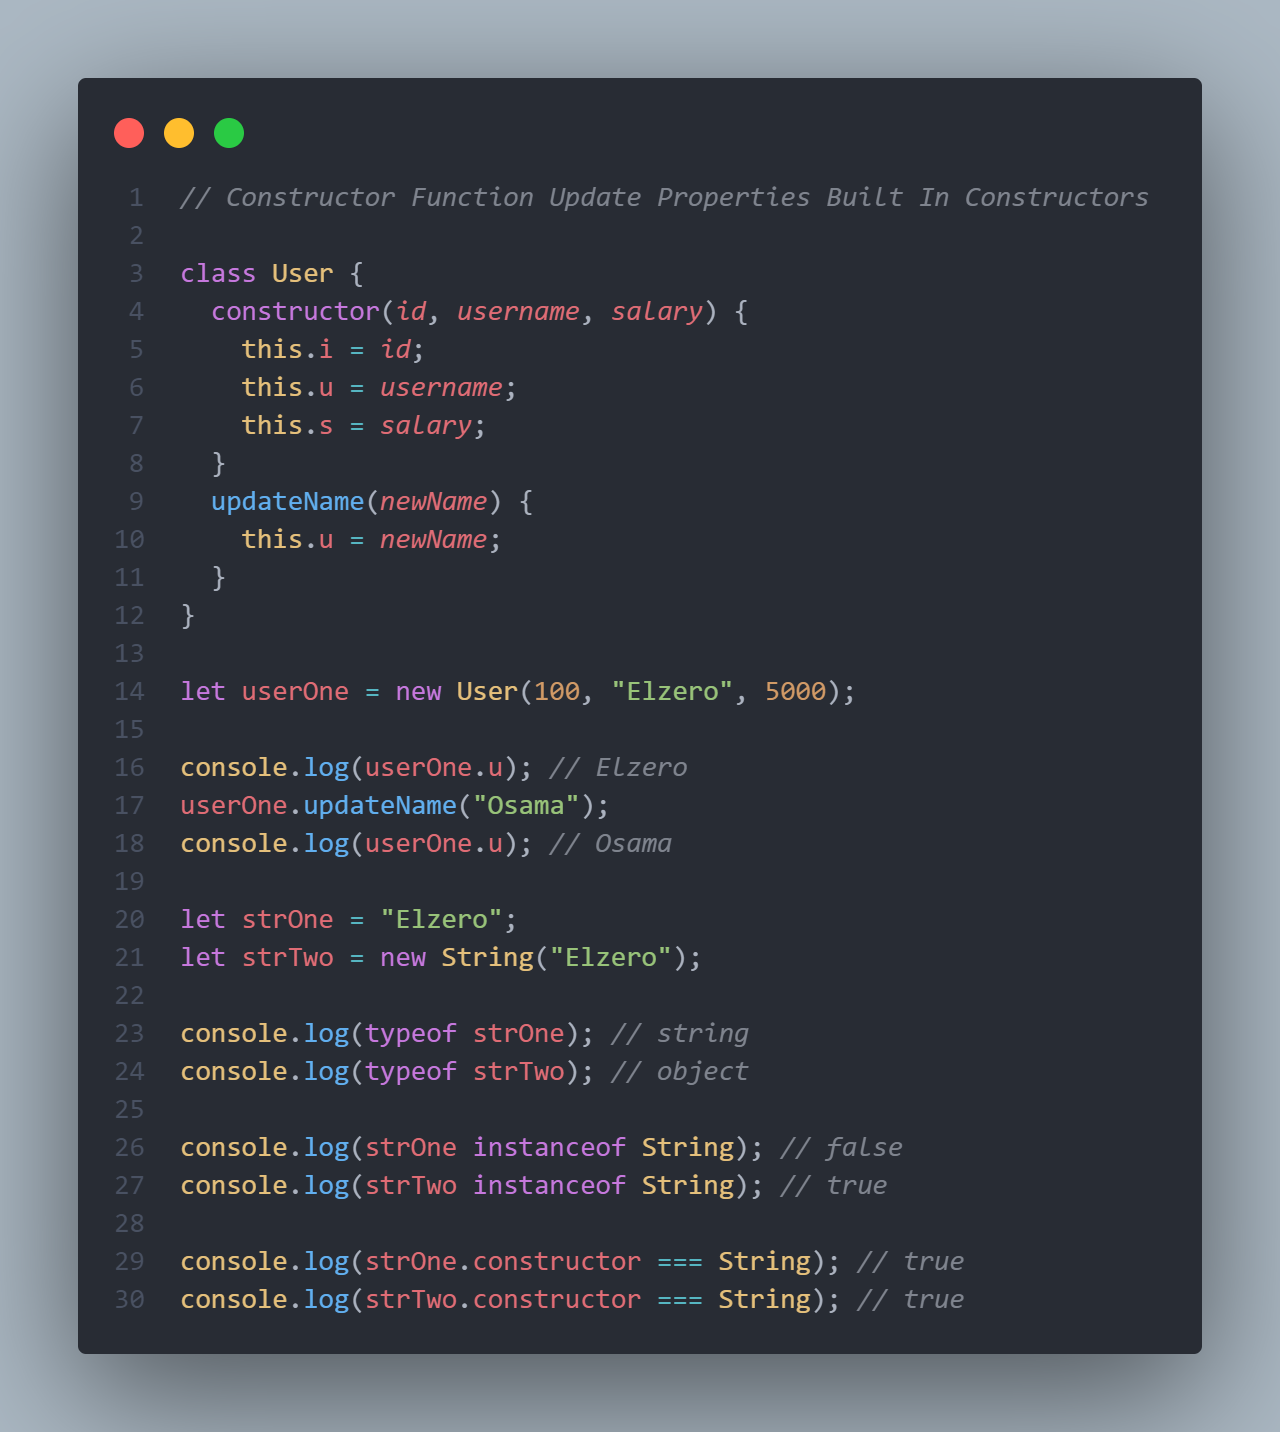 1 // Constructor Function Update Properties Built In Constructors
2
3 class User {
4   constructor(id, username, salary) {
5     this.i = id;
6     this.u = username;
7     this.s = salary;
8   }
9   updateName(newName) {
10     this.u = newName;
11   }
12 }
13
14 let userOne = new User(100, "Elzero", 5000);
15
16 console.log(userOne.u); // Elzero
17 userOne.updateName("Osama");
18 console.log(userOne.u); // Osama
19
20 let strOne = "Elzero";
21 let strTwo = new String("Elzero");
22
23 console.log(typeof strOne); // string
24 console.log(typeof strTwo); // object
25
26 console.log(strOne instanceof String); // false
27 console.log(strTwo instanceof String); // true
28
29 console.log(strOne.constructor === String); // true
30 console.log(strTwo.constructor === String); // true